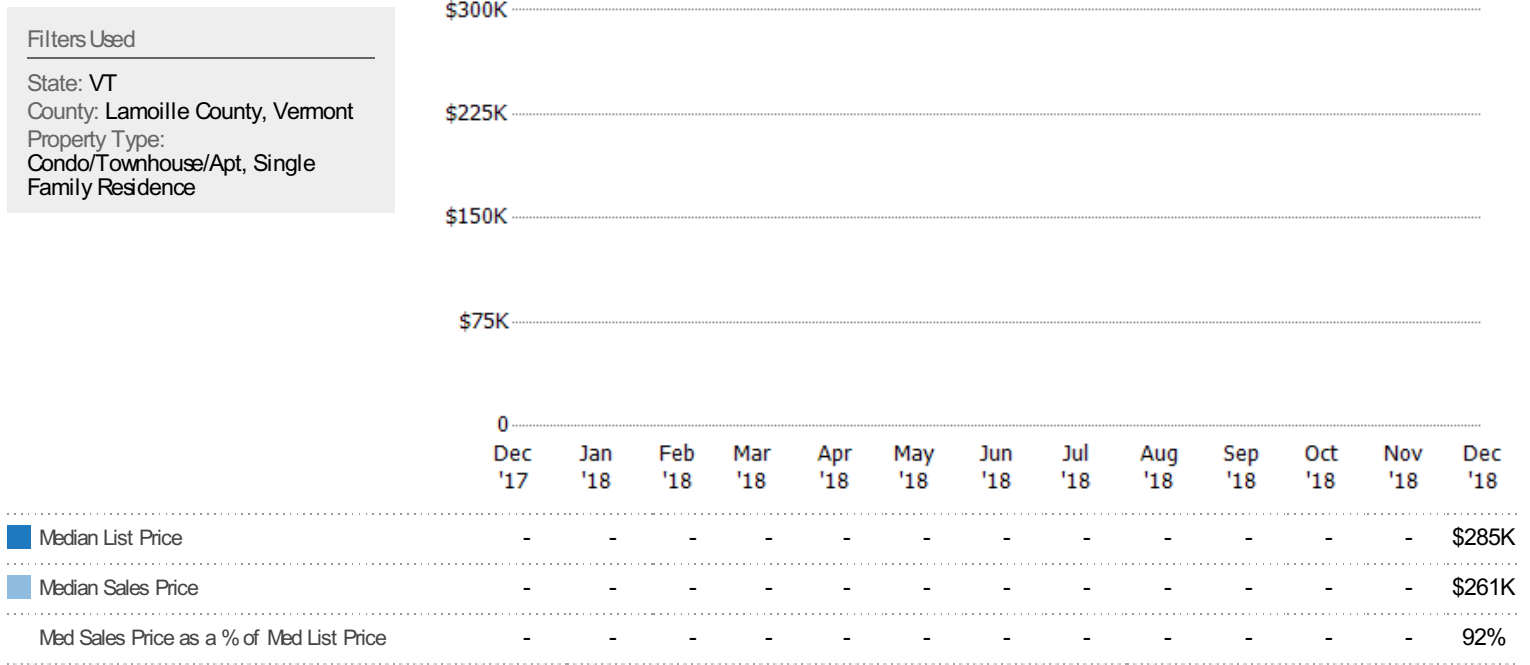 Filters Used
State: VT
County: Lamoille County, Vermont
Property Type:
Condo/Townhouse/Apt, Single
Family Residence
$300K
$225K
$150K
$75K
0
Dec Jan Feb Mar Apr May Jun Jul Aug Sep Oct Nov Dec
'17 '18 '18 '18 '18 '18 '18 '18 '18 '18 '18 '18 '18
Median List Price - - - - - - - - - - - - $285K
Median Sales Price - - - - - - - - - - - - $261K
Med Sales Price as a % of Med List Price - - - - - - - - - - - - 92%